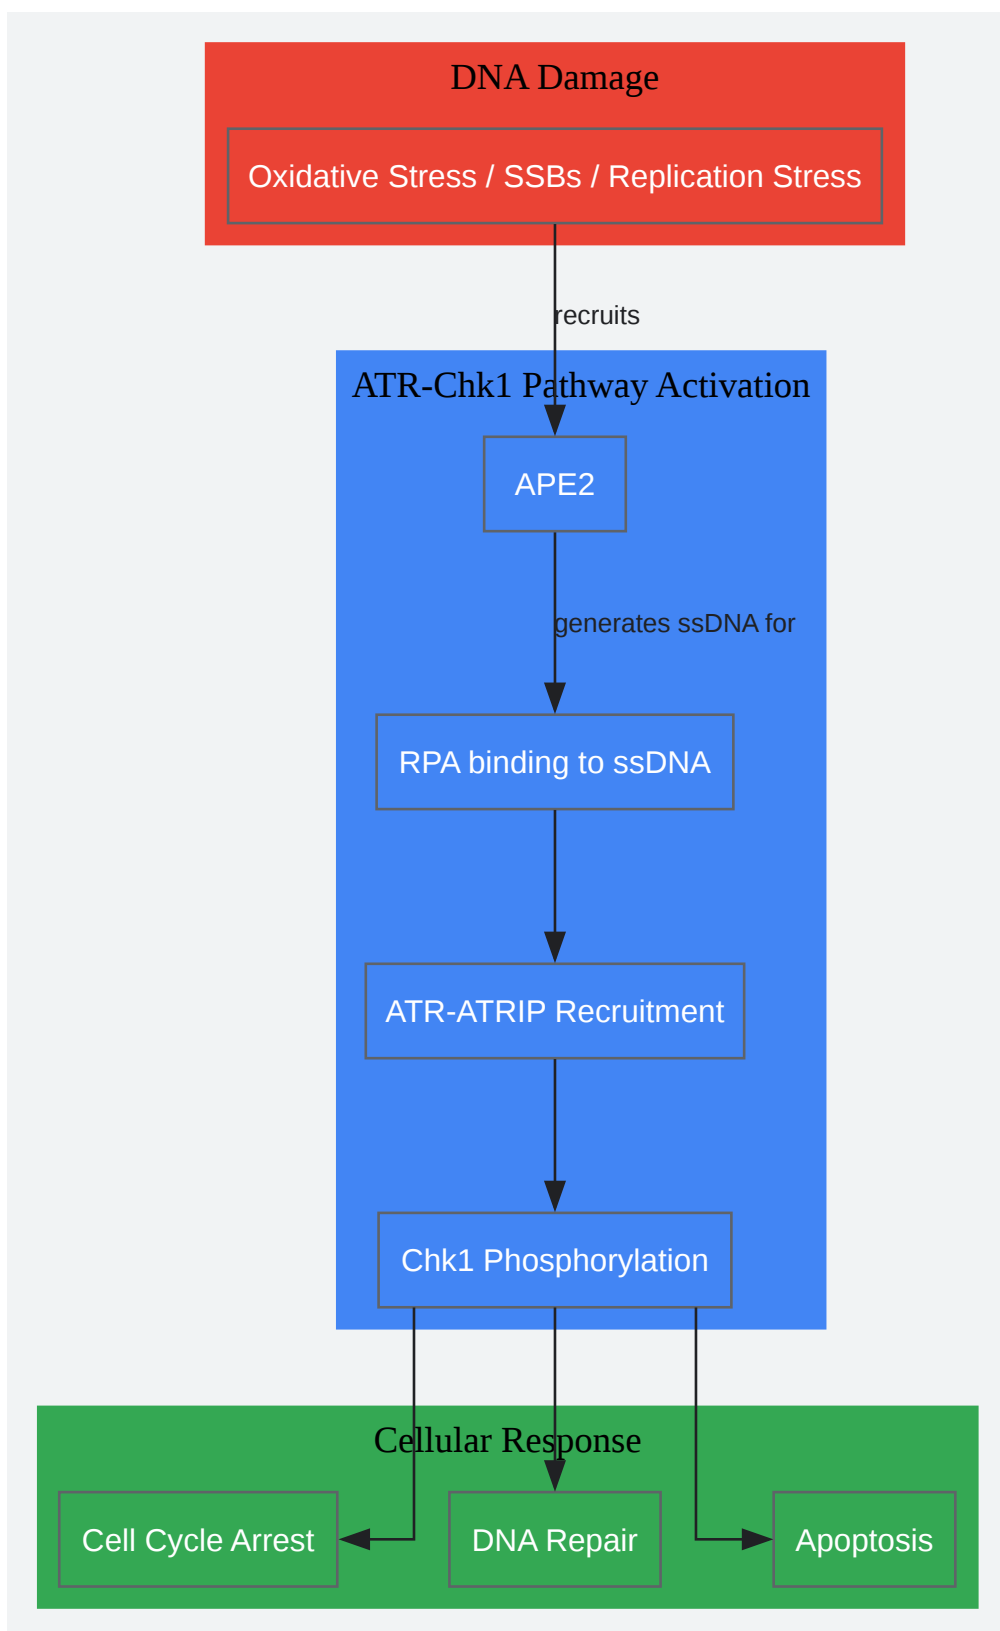 DNA Damage
Oxidative Stress / SSBs / Replication Stress
recruits
ATR-Chk1 Pathway Activation
APE2
generates ssDNA for
RPA binding to ssDNA
ATR-ATRIP Recruitment
Chk1 Phosphorylation
Cellular Response
Cell Cycle Arrest
DNA Repair
Apoptosis